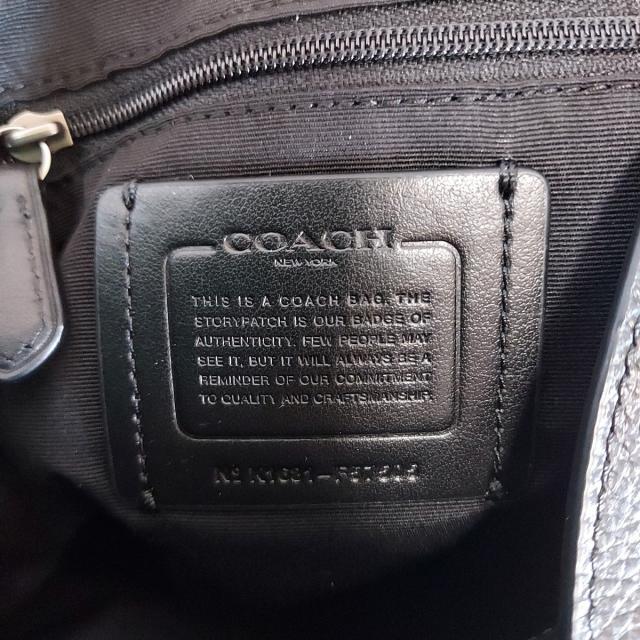 COACH
NEW YORK
THIS IS A COACH BAG. THE
STORYPATCH IS OUR BADGE OF
AUTHENTICITY. FEW PEOPLE MAY
SEE IT, BUT IT WILL ALWAYS BE A
REMINDER OF OUR COMMITMENT
TO QUALITY AND CRAFTSMANSHIP.
Nº